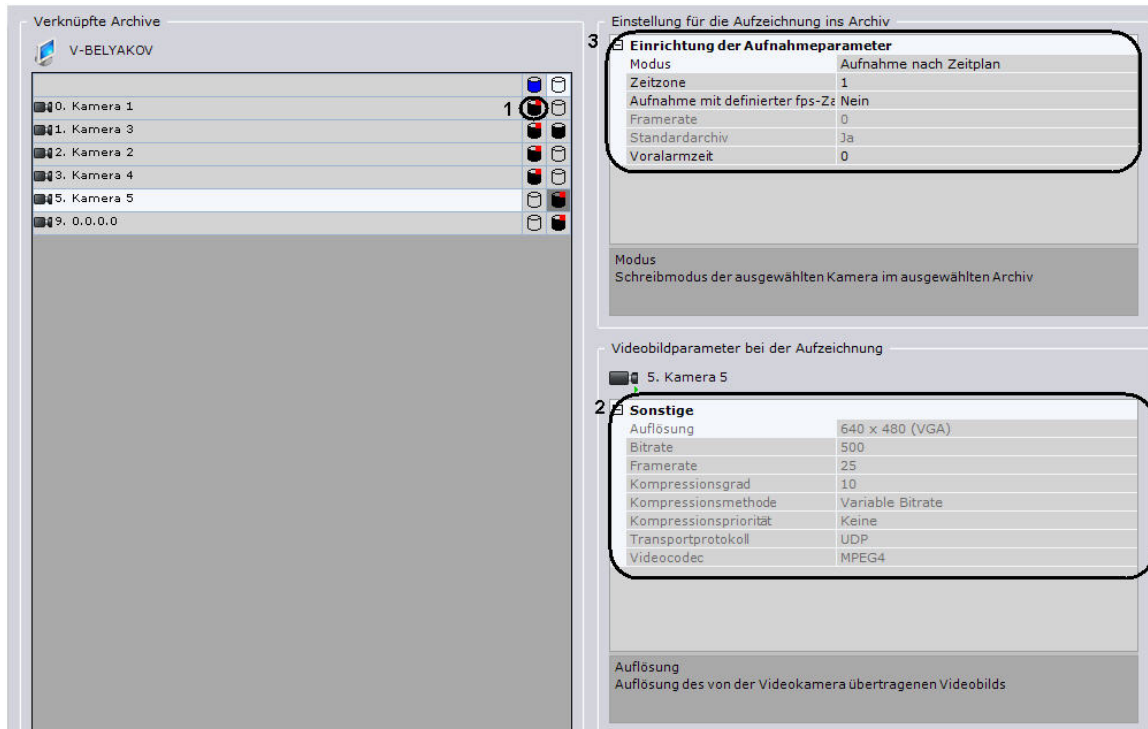 Verknüpfte Archive
V-BELYAKOV
0. Kamera 1
1
1. Kamera 3
2. Kamera 2
3. Kamera 4
5. Kamera 5
9. 0.0.0.0
Einstellung für die Aufzeichnung ins Archiv
3
Einrichtung der Aufnahmeparameter
Modus Aufnahme nach Zeitplan
Zeitzone 1
Aufnahme mit definierter fps-Za Nein
Framerate 0
Standardarchiv Ja
Voralarmzeit 0
Modus
Schreibmodus der ausgewählten Kamera im ausgewählten Archiv
Videobildparameter bei der Aufzeichnung
5. Kamera 5
2
Sonstige
Auflösung 640 x 480 (VGA)
Bitrate 500
Framerate 25
Kompressionsgrad 10
Kompressionsmethode Variable Bitrate
Kompressionspriorität Keine
Transportprotokoll UDP
Videocodec MPEG4
Auflösung
Auflösung des von der Videokamera übertragenen Videobilds